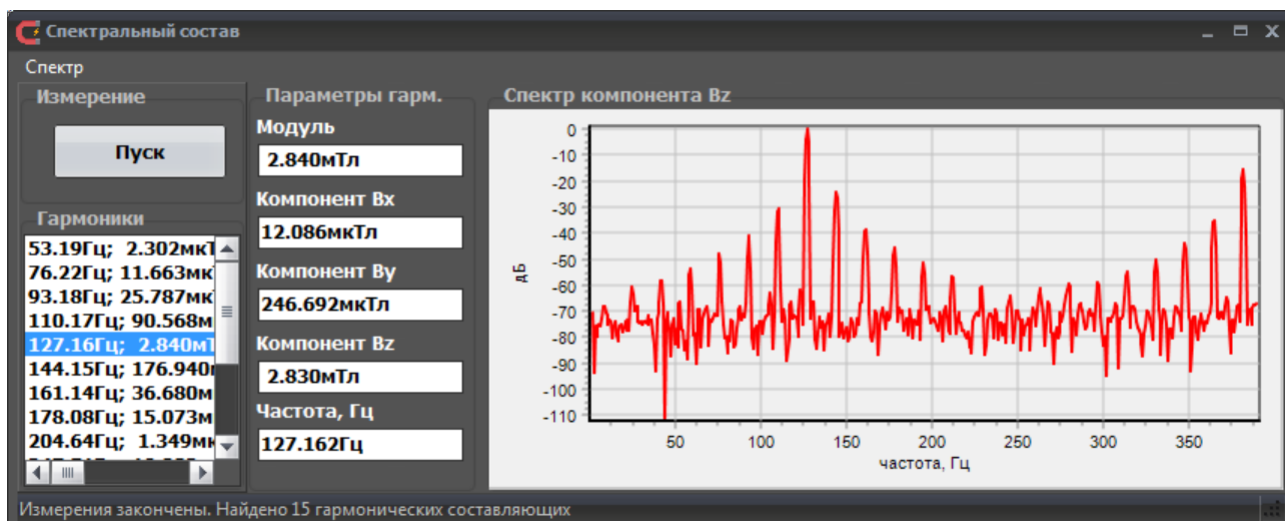 Спектральный состав
Спектр
Измерение
Пуск
Гармоники
53.19Гц; 2.302мкТ
76.22Гц; 11.663мк
93.18Гц; 25.787мк
110.17Гц; 90.568м
127.16Гц; 2.840мТ
144.15Гц; 176.940
161.14Гц; 36.680м
178.08Гц; 15.073м
204.64Гц; 1.349мк
Параметры гарм.
Модуль
2.840мТл
Компонент Bx
12.086мкТл
Компонент By
246.692мкТл
Компонент Bz
2.830мТл
Частота, Гц
127.162Гц
Спектр компонента Bz
дБ
0
-10
-20
-30
-40
-50
-60
-70
-80
-90
-100
-110
50 100 150 200 250 300 350
частота, Гц
Измерения закончены. Найдено 15 гармонических составляющих